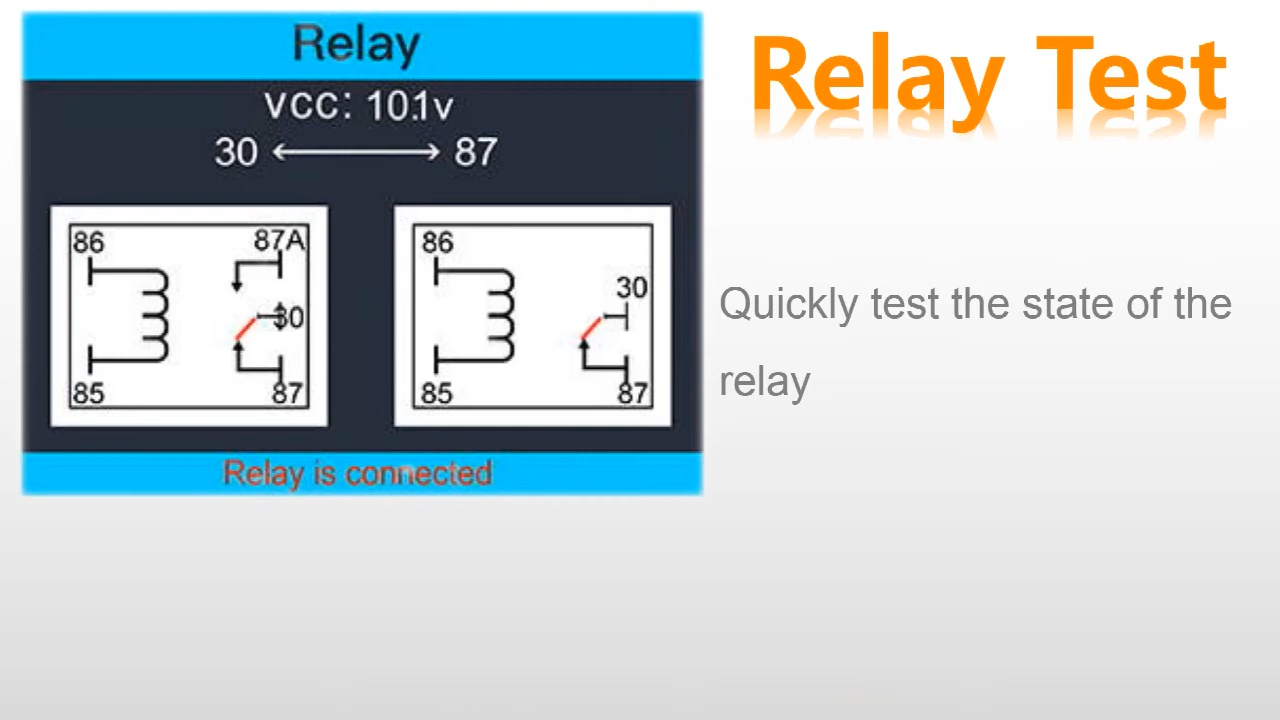 Relay
VCC: 10.1v
30 87
86 87A
30
85 87
86
30
85 87
Relay is connected
Relay Test
Quickly test the state of the
relay